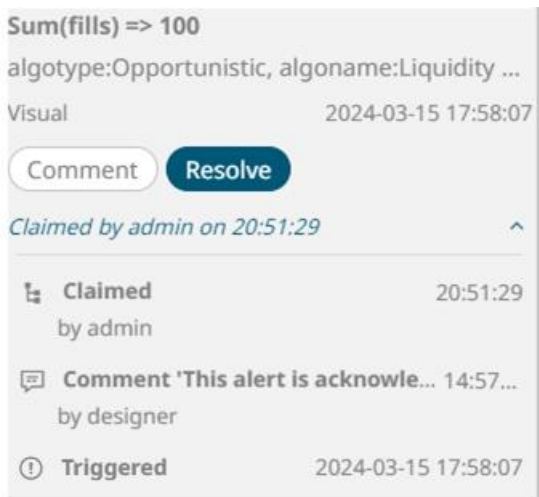 Sum(fills) => 100
algotype:Opportunistic, algoname:Liquidity ...
Visual 2024-03-15 17:58:07
Comment Resolve
Claimed by admin on 20:51:29
Claimed 20:51:29
by admin
Comment 'This alert is acknowle... 14:57...
by designer
Triggered 2024-03-15 17:58:07